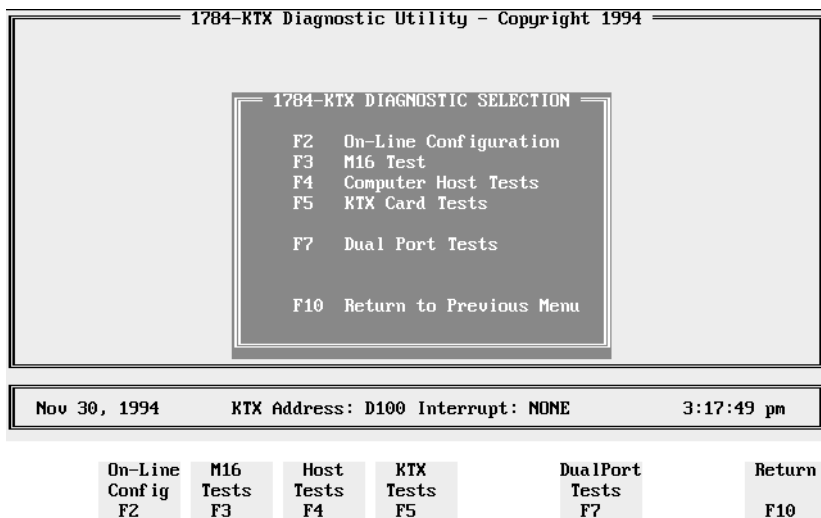 1784-KTX Diagnostic Utility - Copyright 1994
1784-KTX DIAGNOSTIC SELECTION
F2 On-Line Configuration
F3 M16 Test
F4 Computer Host Tests
F5 KTX Card Tests
F7 Dual Port Tests
F10 Return to Previous Menu
Nov 30, 1994 KTX Address: D100 Interrupt: NONE 3:17:49 pm
On-Line M16 Host KTX DualPort Return
Config Tests Tests Tests Tests
F2 F3 F4 F5 F7 F10